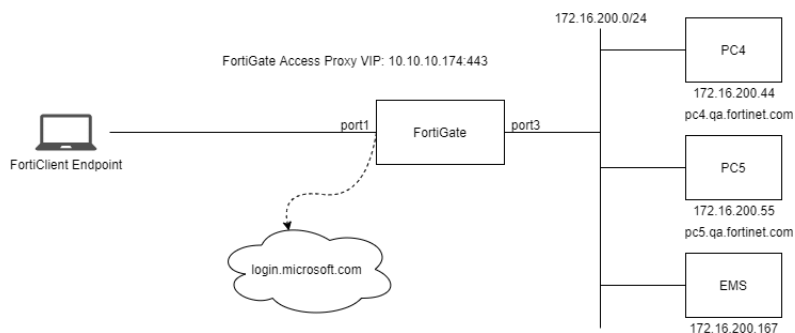 172.16.200.0/24
FortiGate Access Proxy VIP: 10.10.10.174:443
PC4
172.16.200.44
pc4.qa.fortinet.com
port1
FortiGate
port3
FortiClient Endpoint
PC5
172.16.200.55
pc5.qa.fortinet.com
login.microsoft.com
EMS
172.16.200.167